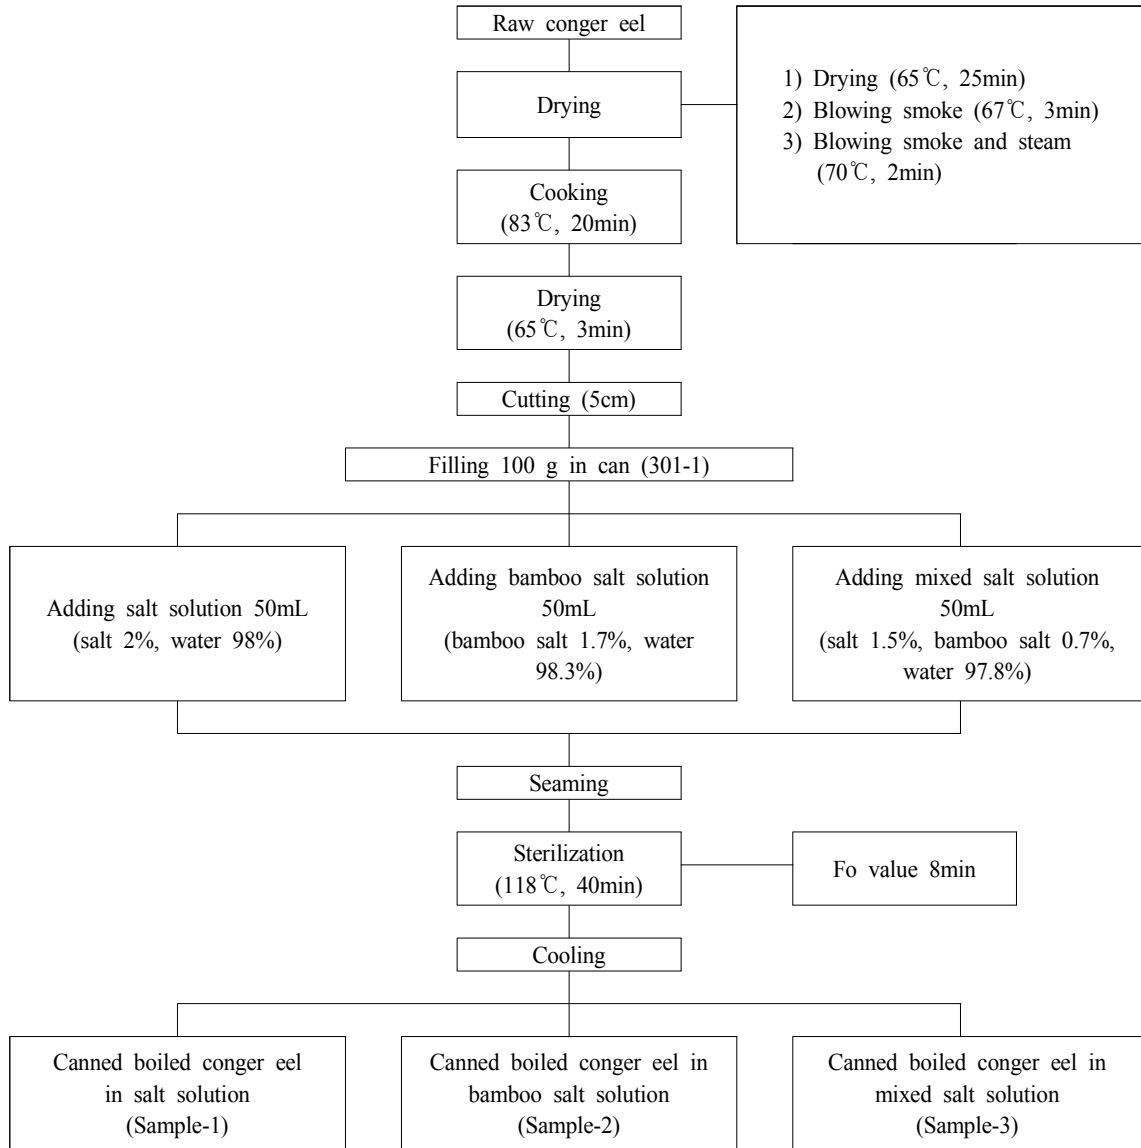 Raw conger eel
Drying
1) Drying (65℃, 25min)
2) Blowing smoke (67℃, 3min)
3) Blowing smoke and steam
(70℃, 2min)
Cooking
(83℃, 20min)
Drying
(65℃, 3min)
Cutting (5cm)
Filling 100 g in can (301-1)
Adding salt solution 50mL
(salt 2%, water 98%)
Adding bamboo salt solution
50mL
(bamboo salt 1.7%, water
98.3%)
Adding mixed salt solution
50mL
(salt 1.5%, bamboo salt 0.7%,
water 97.8%)
Seaming
Sterilization
(118℃, 40min)
Fo value 8min
Cooling
Canned boiled conger eel
in salt solution
(Sample-1)
Canned boiled conger eel in
bamboo salt solution
(Sample-2)
Canned boiled conger eel in
mixed salt solution
(Sample-3)